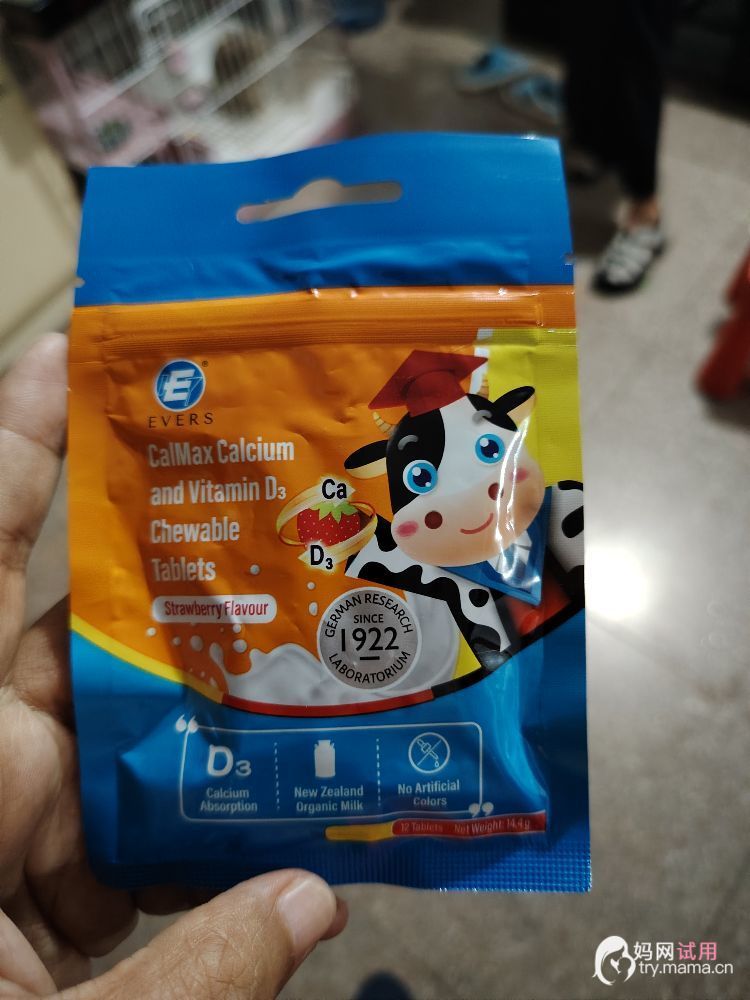 E7
®
EVERS
CalMax Calcium
and Vitamin D₃
Chewable
Tablets
Strawberry Flavour
Ca
D₃
GERMAN RESEARCH
SINCE
1922
LABORATORIUM
D₃
Calcium
Absorption
New Zealand
Organic Milk
No Artificial
Colors
12 Tablets Net Weight: 14.4g
妈网试用
try.mama.cn